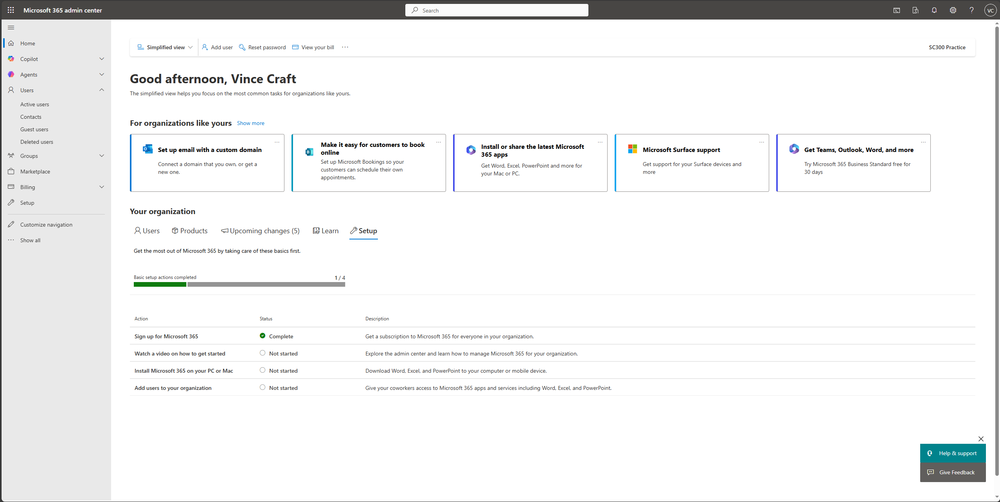 Microsoft 365 admin center
Search
VC
Home
Copilot
Agents
Users
Active users
Contacts
Guest users
Deleted users
Groups
Marketplace
Billing
Setup
Customize navigation
Show all
Simplified view
Add user
Reset password
View your bill
SC300 Practice
Good afternoon, Vince Craft
The simplified view helps you focus on the most common tasks for organizations like yours.
For organizations like yours Show more
Set up email with a custom domain
Connect a domain that you own, or get a
new one.
Make it easy for customers to book
online
Set up Microsoft Bookings so your
customers can schedule their own
appointments.
Install or share the latest Microsoft
365 apps
Get Word, Excel, PowerPoint and more for
your Mac or PC.
Microsoft Surface support
Get support for your Surface devices and
more
Get Teams, Outlook, Word, and more
Try Microsoft 365 Business Standard free for
30 days
Your organization
Users
Products
Upcoming changes (5)
Learn
Setup
Get the most out of Microsoft 365 by taking care of these basics first.
Basic setup actions completed 1 / 4
Action Status Description
Sign up for Microsoft 365 Complete Get a subscription to Microsoft 365 for everyone in your organization.
Watch a video on how to get started Not started Explore the admin center and learn how to manage Microsoft 365 for your organization.
Install Microsoft 365 on your PC or Mac Not started Download Word, Excel, and PowerPoint to your computer or mobile device.
Add users to your organization Not started Give your coworkers access to Microsoft 365 apps and services including Word, Excel, and PowerPoint.
Help & support
Give Feedback